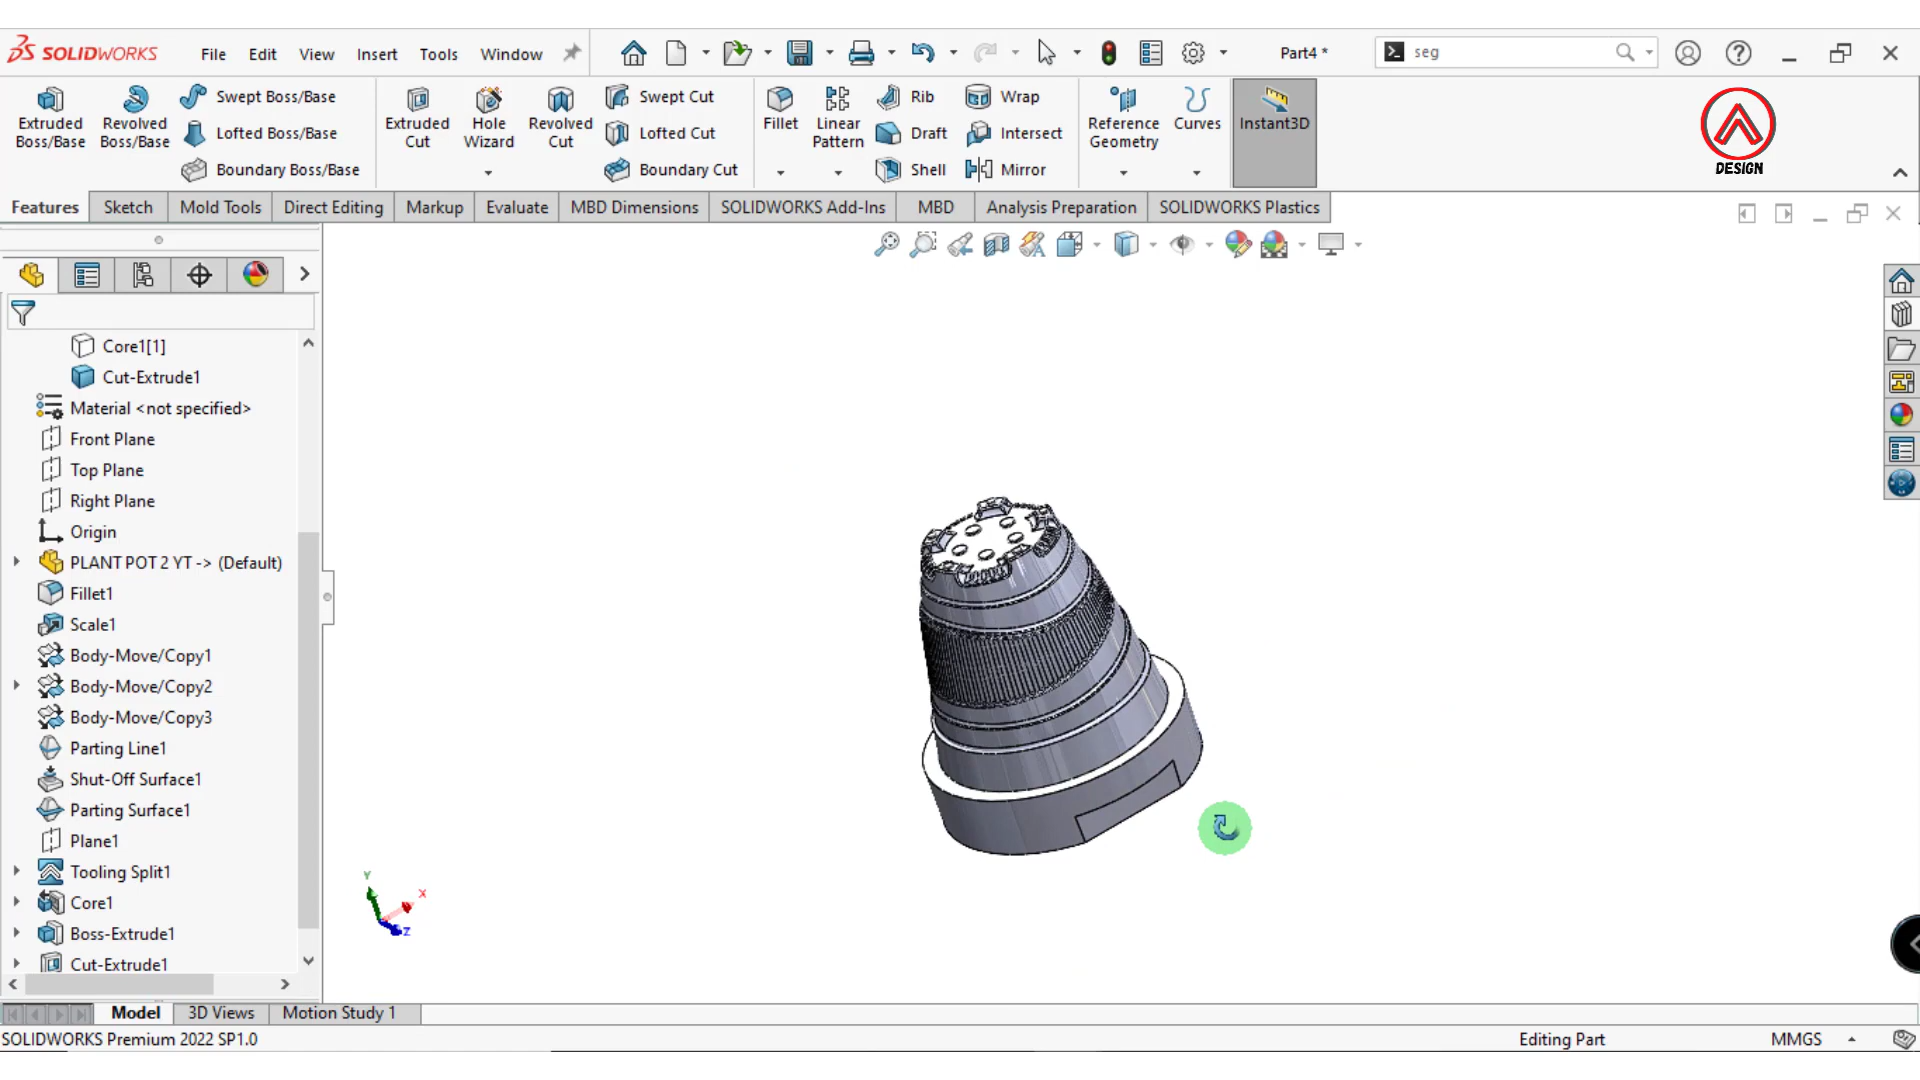 SOLIDWORKS File Edit View Insert Tools Window Part4 * seg
Extruded Boss/Base
Revolved Boss/Base
Swept Boss/Base
Lofted Boss/Base
Boundary Boss/Base
Extruded Cut
Hole Wizard
Revolved Cut
Swept Cut
Lofted Cut
Boundary Cut
Fillet
Linear Pattern
Rib
Draft
Shell
Wrap
Intersect
Mirror
Reference Geometry
Curves
Instant3D
DESIGN
Features Sketch Mold Tools Direct Editing Markup Evaluate MBD Dimensions SOLIDWORKS Add-Ins MBD Analysis Preparation SOLIDWORKS Plastics
Core1[1]
Cut-Extrude1
Material <not specified>
Front Plane
Top Plane
Right Plane
Origin
PLANT POT 2 YT -> (Default)
Fillet1
Scale1
Body-Move/Copy1
Body-Move/Copy2
Body-Move/Copy3
Parting Line1
Shut-Off Surface1
Parting Surface1
Plane1
Tooling Split1
Core1
Boss-Extrude1
Cut-Extrude1
Y
X
Z
Model 3D Views Motion Study 1
SOLIDWORKS Premium 2022 SP1.0 Editing Part MMGS